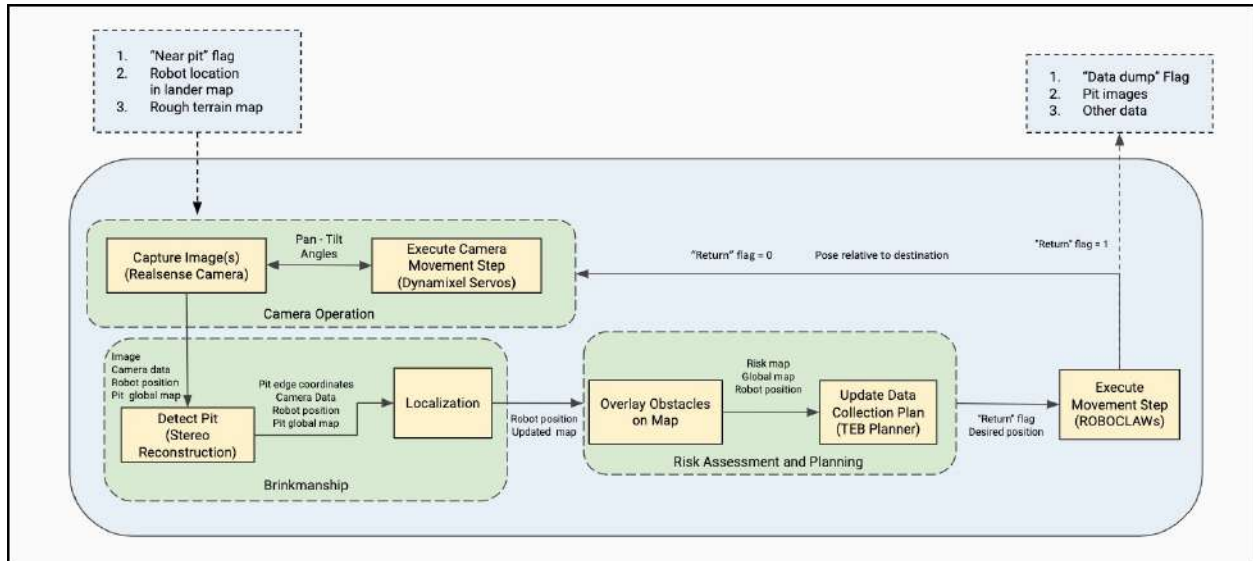 1. "Near pit" flag
2. Robot location
in lander map
3. Rough terrain map
1. "Data dump" Flag
2. Pit images
3. Other data
Capture Image(s)
(Realsense Camera)
Pan - Tilt
Angles
Execute Camera
Movement Step
(Dynamixel Servos)
Camera Operation
"Return" flag = 0
Pose relative to destination
"Return" flag = 1
Image
Camera data
Robot position
Pit global map
Detect Pit
(Stereo
Reconstruction)
Pit edge coordinates
Camera Data
Robot position
Pit global map
Localization
Brinkmanship
Robot position
Updated map
Overlay Obstacles
on Map
Risk map
Global map
Robot position
Update Data
Collection Plan
(TEB Planner)
Risk Assessment and Planning
"Return" flag
Desired position
Execute
Movement Step
(ROBOCLAWs)